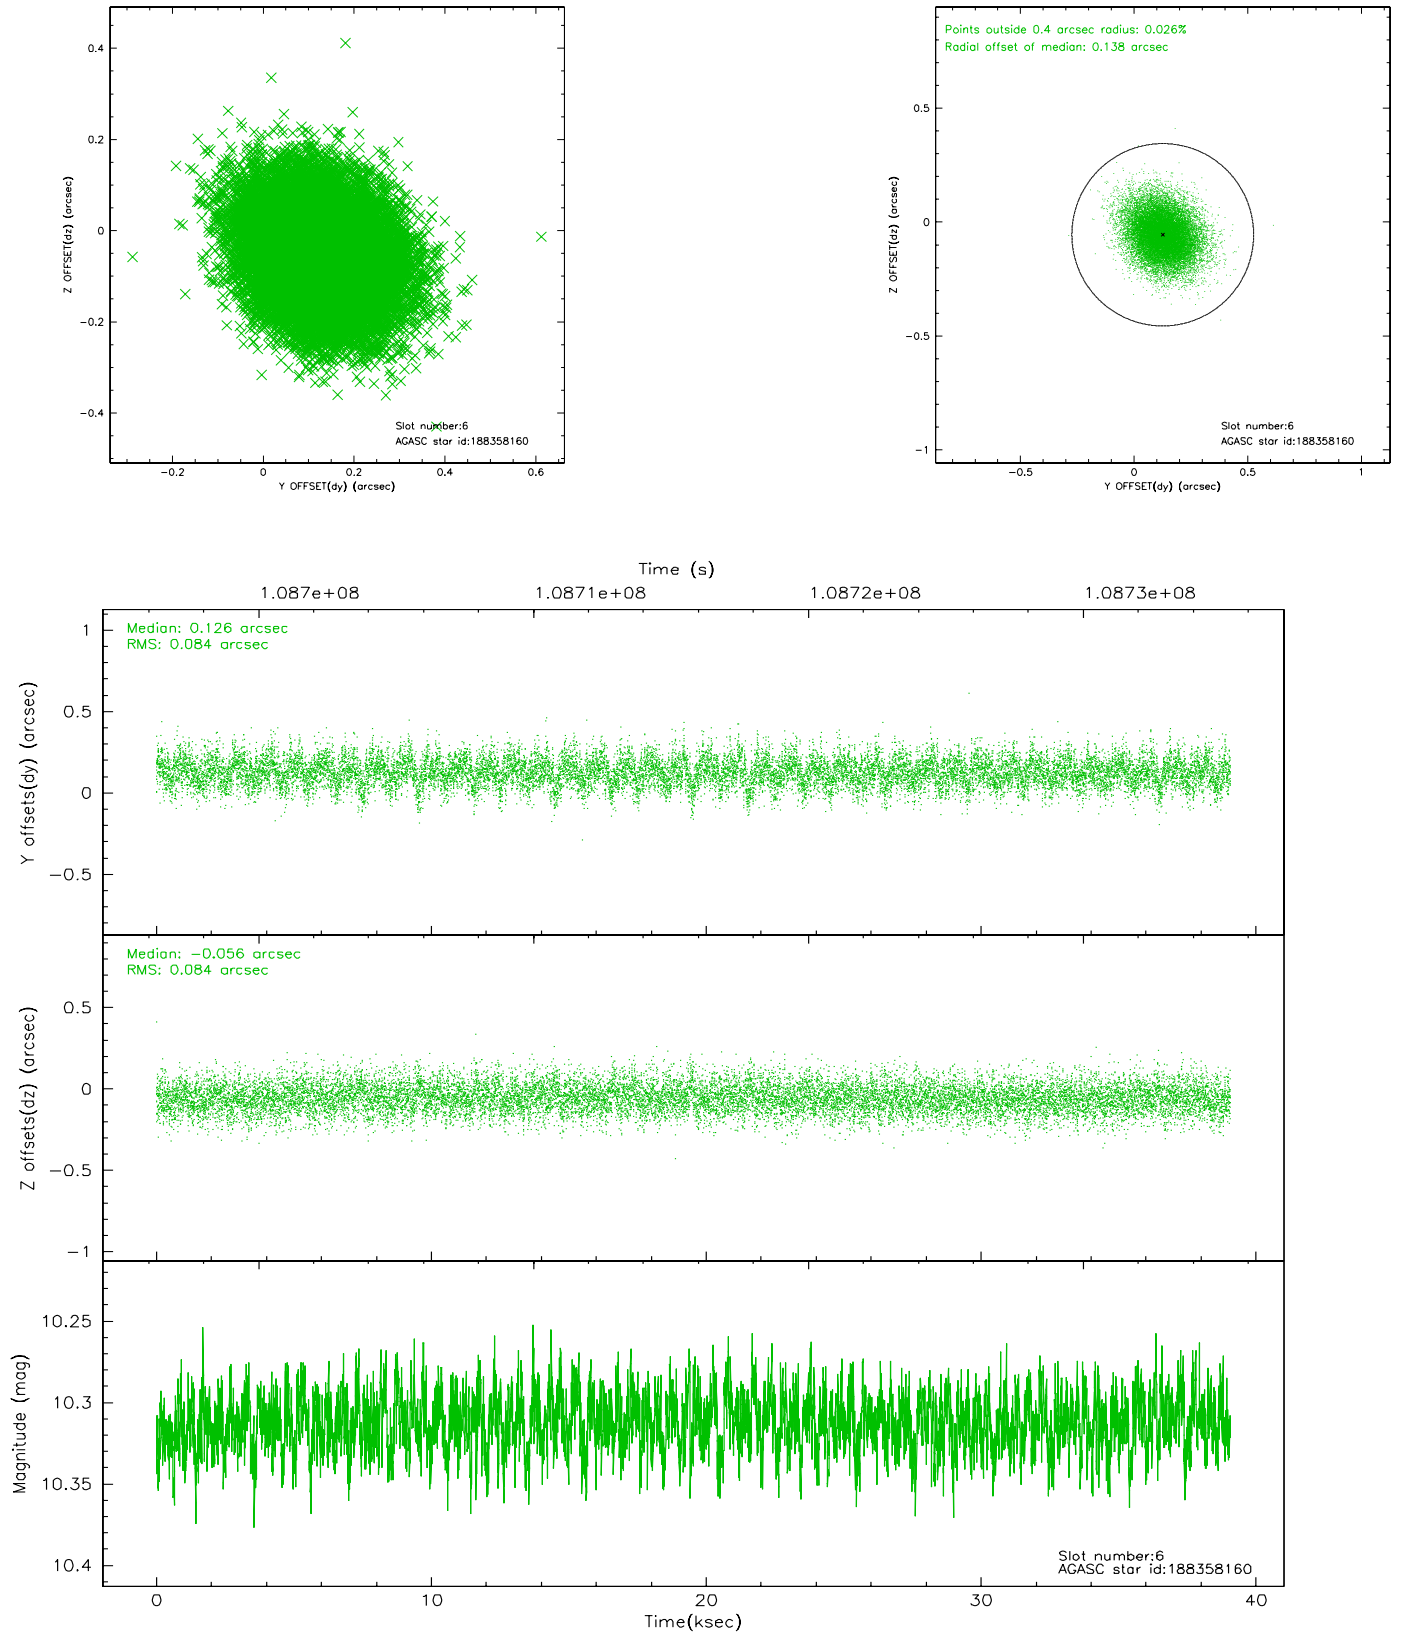 0.4
0.2
0
-0.2
-0.4
Z OFFSET(dz) (arcsec)
-0.2 0 0.2 0.4 0.6
Y OFFSET(dy) (arcsec)
Slot number:6
AGASC star id:188358160
Points outside 0.4 arcsec radius: 0.026%
Radial offset of median: 0.138 arcsec
0.5
0
-0.5
-1
Z OFFSET(dz) (arcsec)
-0.5 0 0.5 1
Y OFFSET(dy) (arcsec)
Slot number:6
AGASC star id:188358160
Time (s)
1.087e+08 1.0871e+08 1.0872e+08 1.0873e+08
Median: 0.126 arcsec
RMS: 0.084 arcsec
1
0.5
0
-0.5
Y offsets(dy) (arcsec)
Median: -0.056 arcsec
RMS: 0.084 arcsec
0.5
0
-0.5
-1
Z offsets(dz) (arcsec)
10.25
10.3
10.35
10.4
Magnitude (mag)
Slot number:6
AGASC star id:188358160
0 10 20 30 40
Time(ksec)